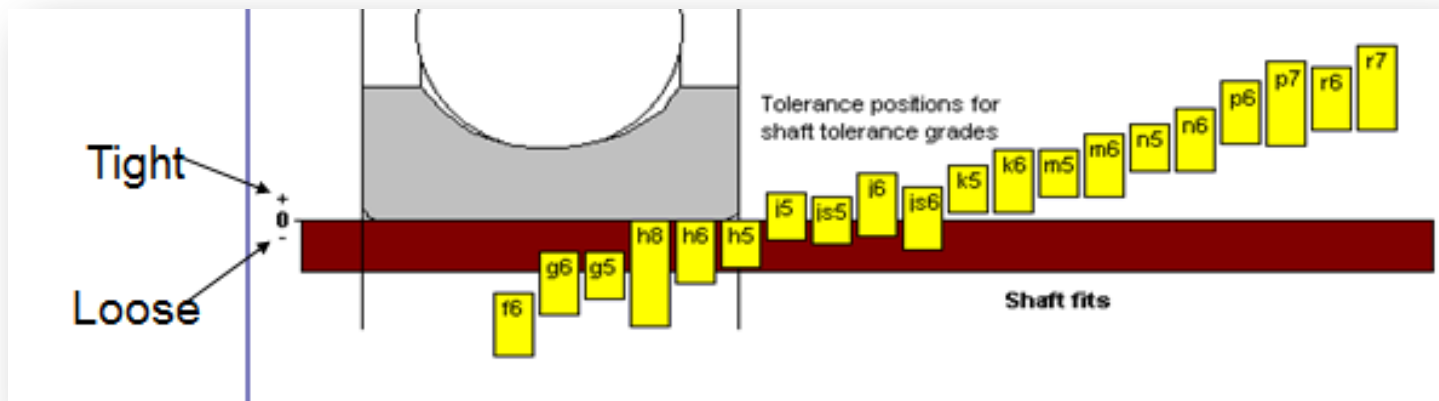 Tight
+
0
-
Loose
Tolerance positions for
shaft tolerance grades
f6
g6
g5
h8
h6
h5
j5
js5
j6
js6
k5
k6
m5
m6
n5
n6
p6
p7
r6
r7
Shaft fits